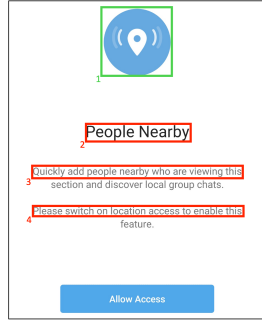 1
People Nearby
2
Quickly add people nearby who are viewing this
3
section and discover local group chats.
Please switch on location access to enable this
4
feature.
Allow Access